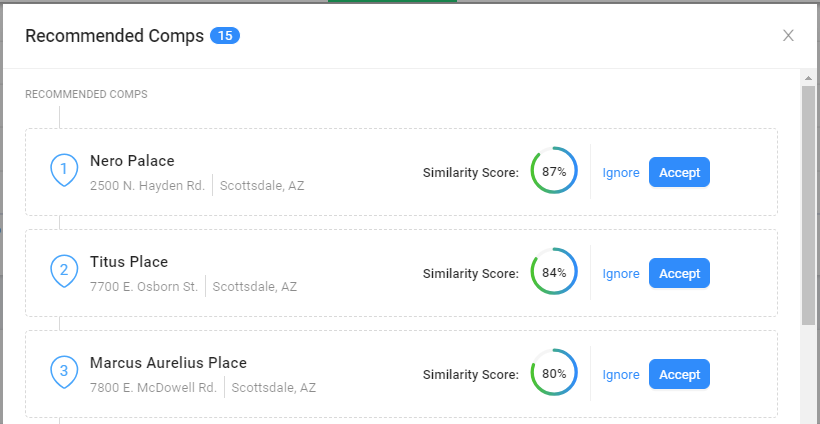 Recommended Comps 15
RECOMMENDED COMPS
1
Nero Palace
2500 N. Hayden Rd. Scottsdale, AZ
Similarity Score: 87% Ignore Accept
2
Titus Place
7700 E. Osborn St. Scottsdale, AZ
Similarity Score: 84% Ignore Accept
3
Marcus Aurelius Place
7800 E. McDowell Rd. Scottsdale, AZ
Similarity Score: 80% Ignore Accept